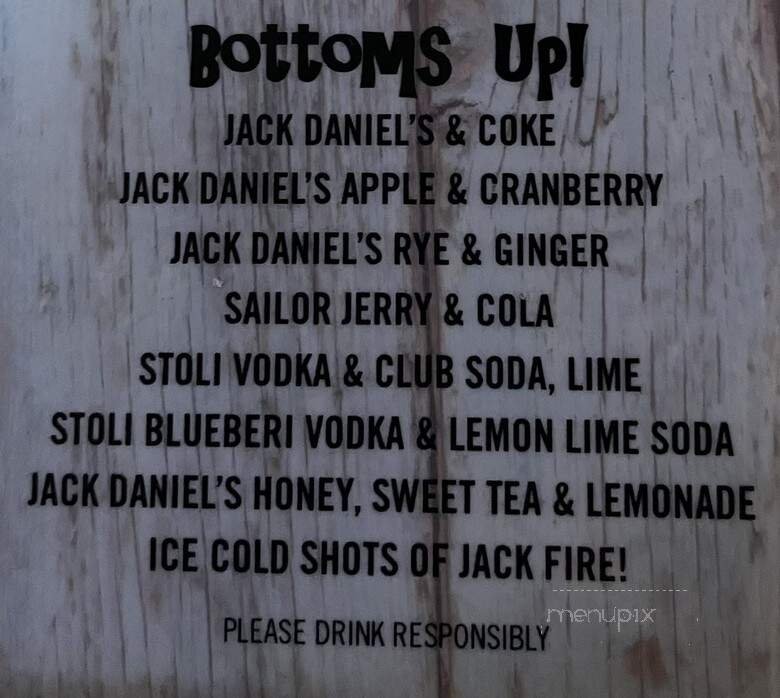 Bottoms Up!
JACK DANIEL'S & COKE
JACK DANIEL'S APPLE & CRANBERRY
JACK DANIEL'S RYE & GINGER
SAILOR JERRY & COLA
STOLI VODKA & CLUB SODA, LIME
STOLI BLUEBERI VODKA & LEMON LIME SODA
JACK DANIEL'S HONEY, SWEET TEA & LEMONADE
ICE COLD SHOTS OF JACK FIRE!
menupix
PLEASE DRINK RESPONSIBLY